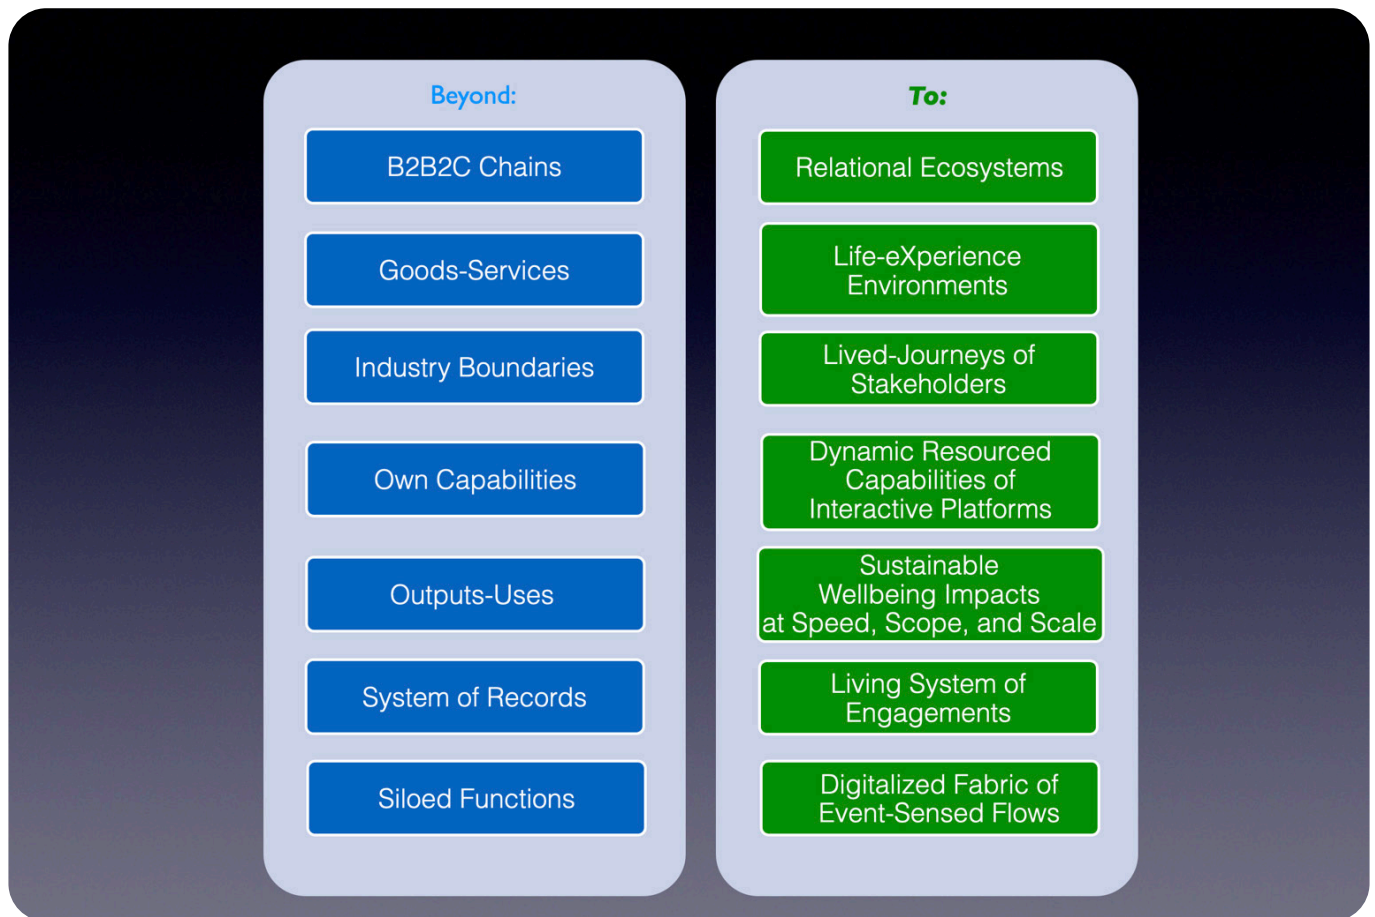 Beyond:
B2B2C Chains
Goods-Services
Industry Boundaries
Own Capabilities
Outputs-Uses
System of Records
Siloed Functions
To:
Relational Ecosystems
Life-eXperience
Environments
Lived-Journeys of
Stakeholders
Dynamic Resourced
Capabilities of
Interactive Platforms
Sustainable
Wellbeing Impacts
at Speed, Scope, and Scale
Living System of
Engagements
Digitalized Fabric of
Event-Sensed Flows